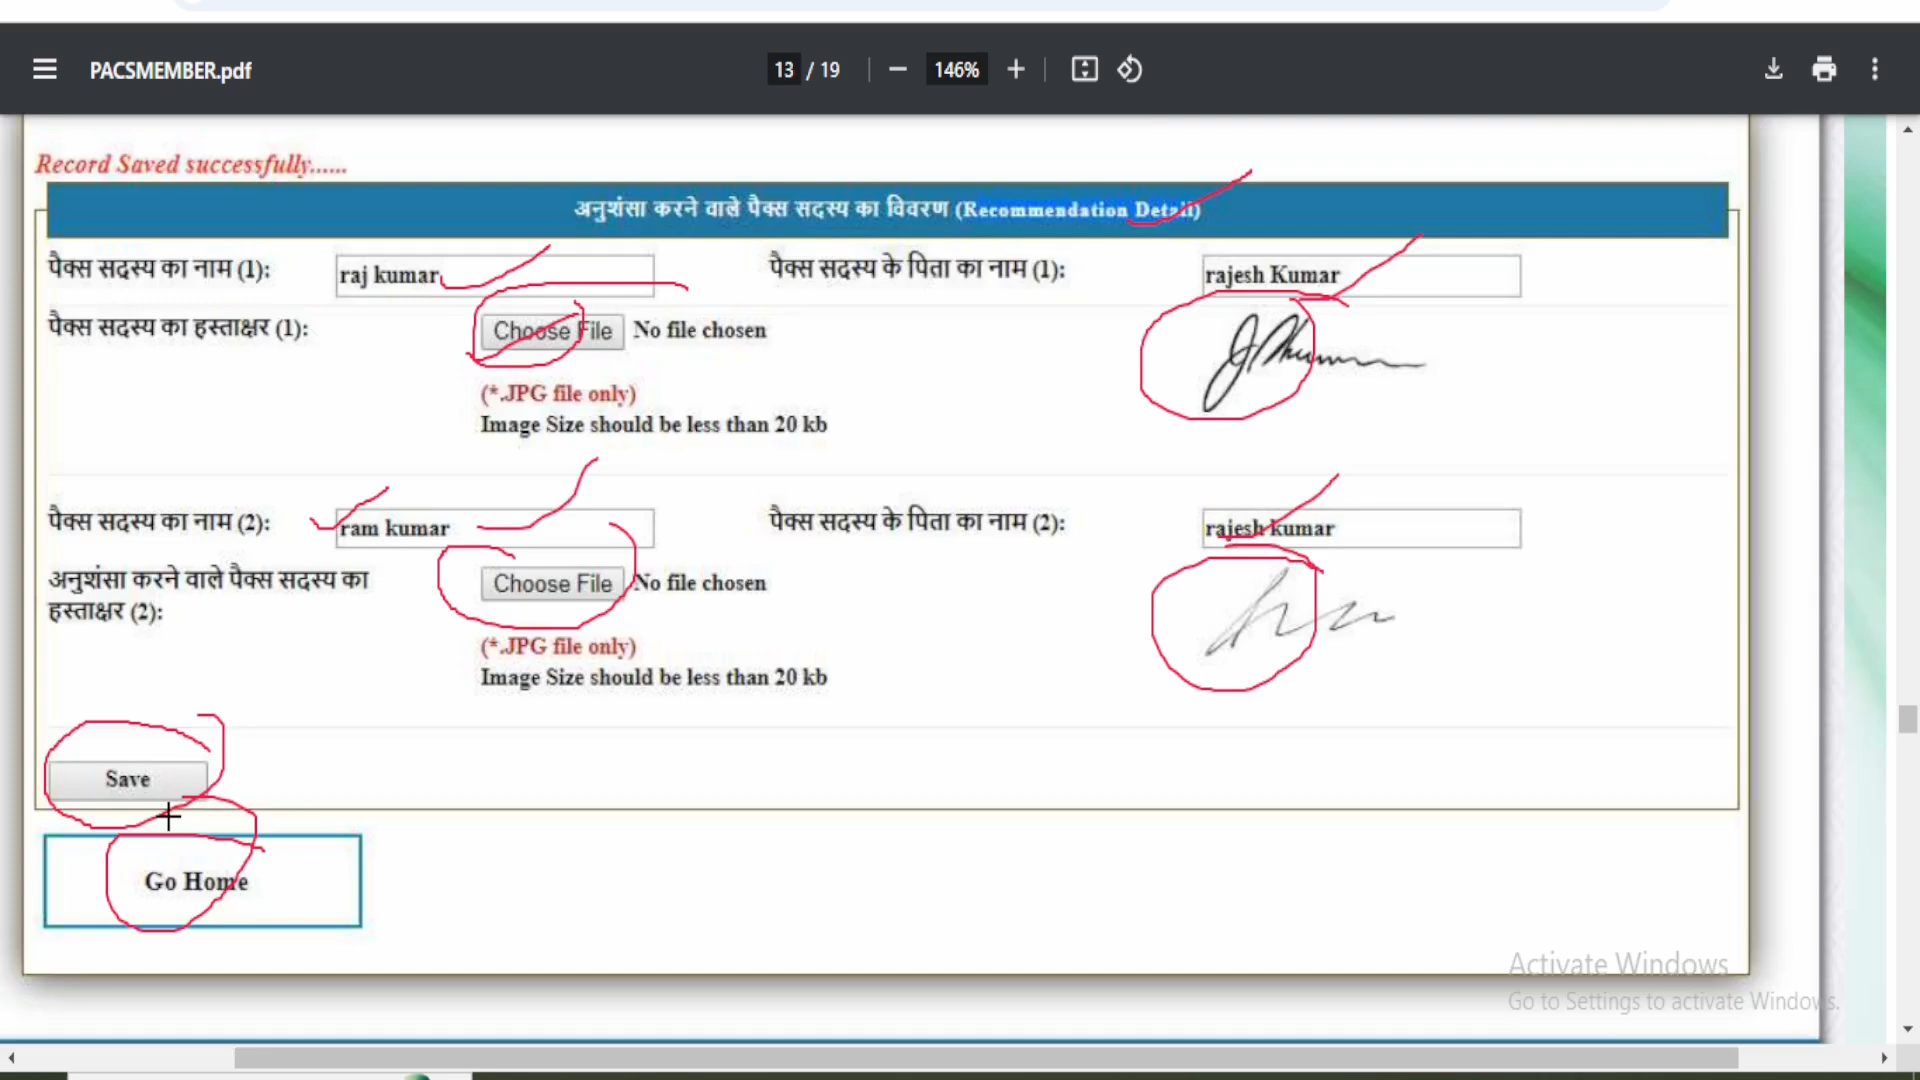 PACSMEMBER.pdf
13 / 19
146%
Record Saved successfully......
अनुशंसा करने वाले पैक्स सदस्य का विवरण (Recommendation Detail)
पैक्स सदस्य का नाम (1): raj kumar पैक्स सदस्य के पिता का नाम (1): rajesh Kumar
पैक्स सदस्य का हस्ताक्षर (1): Choose File No file chosen
(*.JPG file only)
Image Size should be less than 20 kb
पैक्स सदस्य का नाम (2): ram kumar पैक्स सदस्य के पिता का नाम (2): rajesh kumar
अनुशंसा करने वाले पैक्स सदस्य का
हस्ताक्षर (2): Choose File No file chosen
(*.JPG file only)
Image Size should be less than 20 kb
Save
Go Home
Activate Windows
Go to Settings to activate Windows.